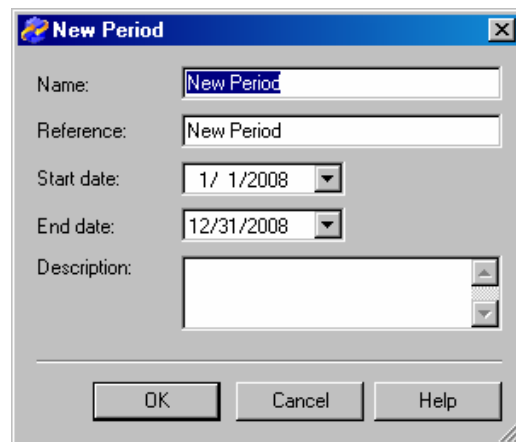 New Period
Name: New Period
Reference: New Period
Start date: 1/ 1/2008
End date: 12/31/2008
Description:
OK Cancel Help